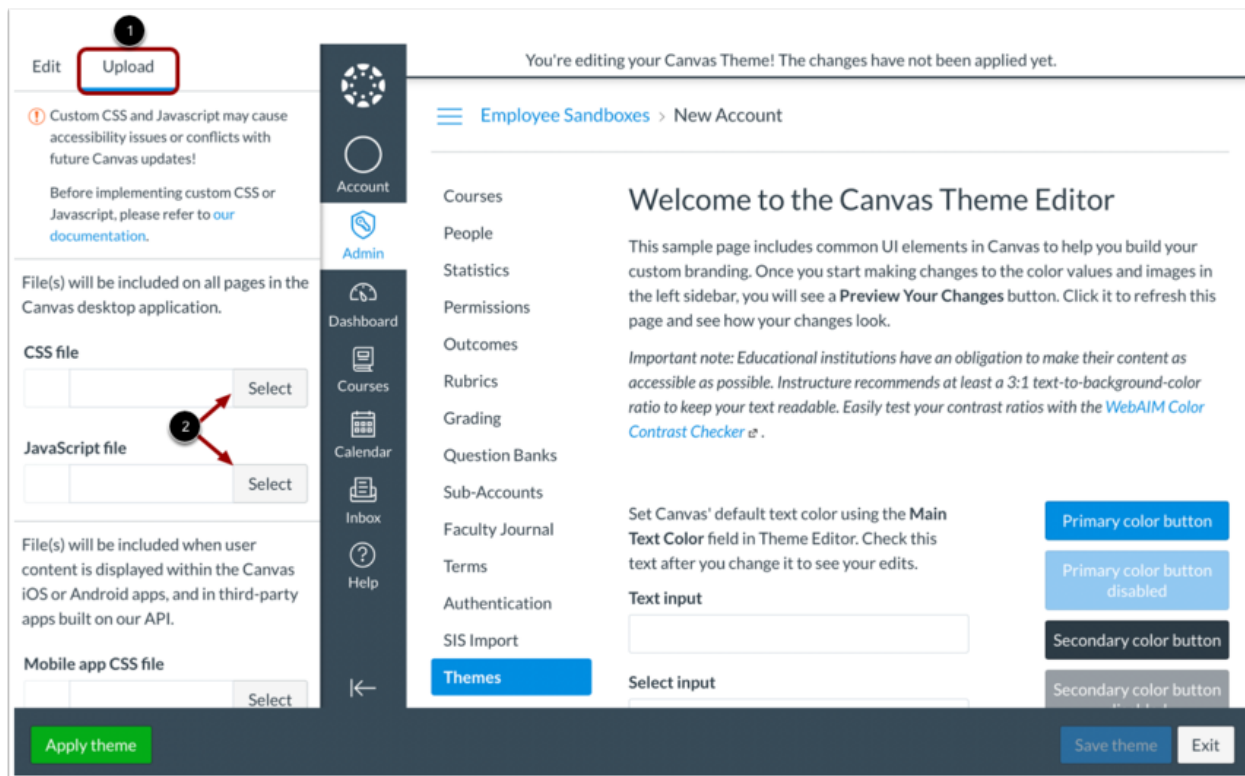 1
Edit Upload
You're editing your Canvas Theme! The changes have not been applied yet.
Custom CSS and Javascript may cause
accessibility issues or conflicts with
future Canvas updates!
Before implementing custom CSS or
Javascript, please refer to our
documentation.
File(s) will be included on all pages in the
Canvas desktop application.
CSS file
Select
2
JavaScript file
Select
File(s) will be included when user
content is displayed within the Canvas
iOS or Android apps, and in third-party
apps built on our API.
Mobile app CSS file
Select
Account
Admin
Dashboard
Courses
Calendar
Inbox
Help
Employee Sandboxes > New Account
Courses
People
Statistics
Permissions
Outcomes
Rubrics
Grading
Question Banks
Sub-Accounts
Faculty Journal
Terms
Authentication
SIS Import
Themes
Welcome to the Canvas Theme Editor
This sample page includes common UI elements in Canvas to help you build your
custom branding. Once you start making changes to the color values and images in
the left sidebar, you will see a Preview Your Changes button. Click it to refresh this
page and see how your changes look.
Important note: Educational institutions have an obligation to make their content as
accessible as possible. Instructure recommends at least a 3:1 text-to-background-color
ratio to keep your text readable. Easily test your contrast ratios with the WebAIM Color
Contrast Checker .
Set Canvas' default text color using the Main
Text Color field in Theme Editor. Check this
text after you change it to see your edits.
Text input
Select input
Primary color button
Primary color button
disabled
Secondary color button
Secondary color button
Apply theme
Save theme
Exit